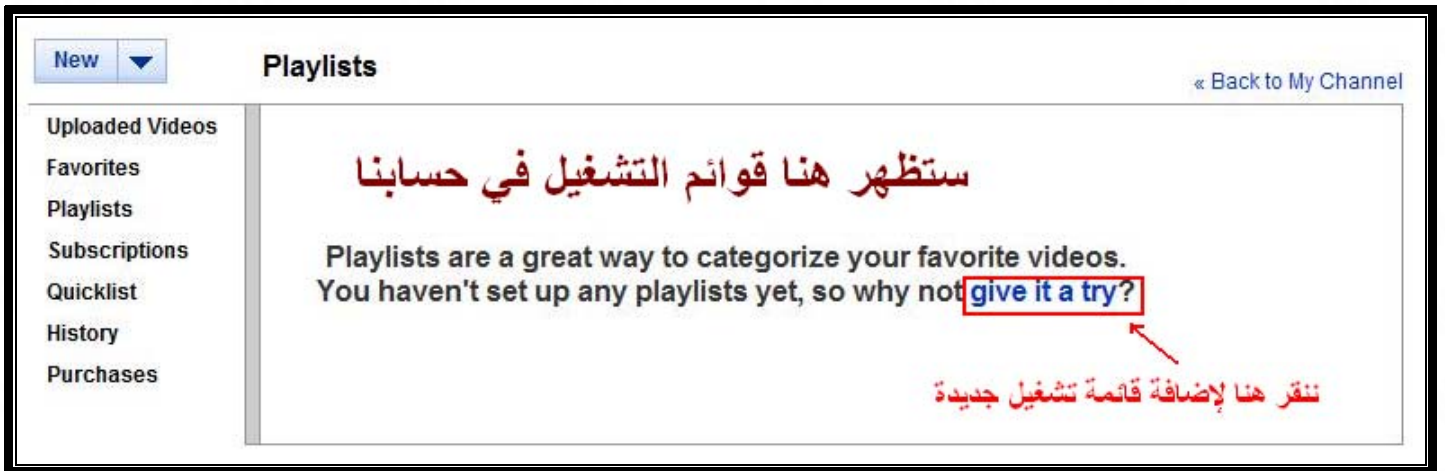 New
Playlists
« Back to My Channel
Uploaded Videos
Favorites
Playlists
Subscriptions
Quicklist
History
Purchases
ستظهر هنا قوائم التشغيل في حسابنا
Playlists are a great way to categorize your favorite videos.
You haven't set up any playlists yet, so why not give it a try?
ننقر هنا لإضافة قائمة تشغيل جديدة